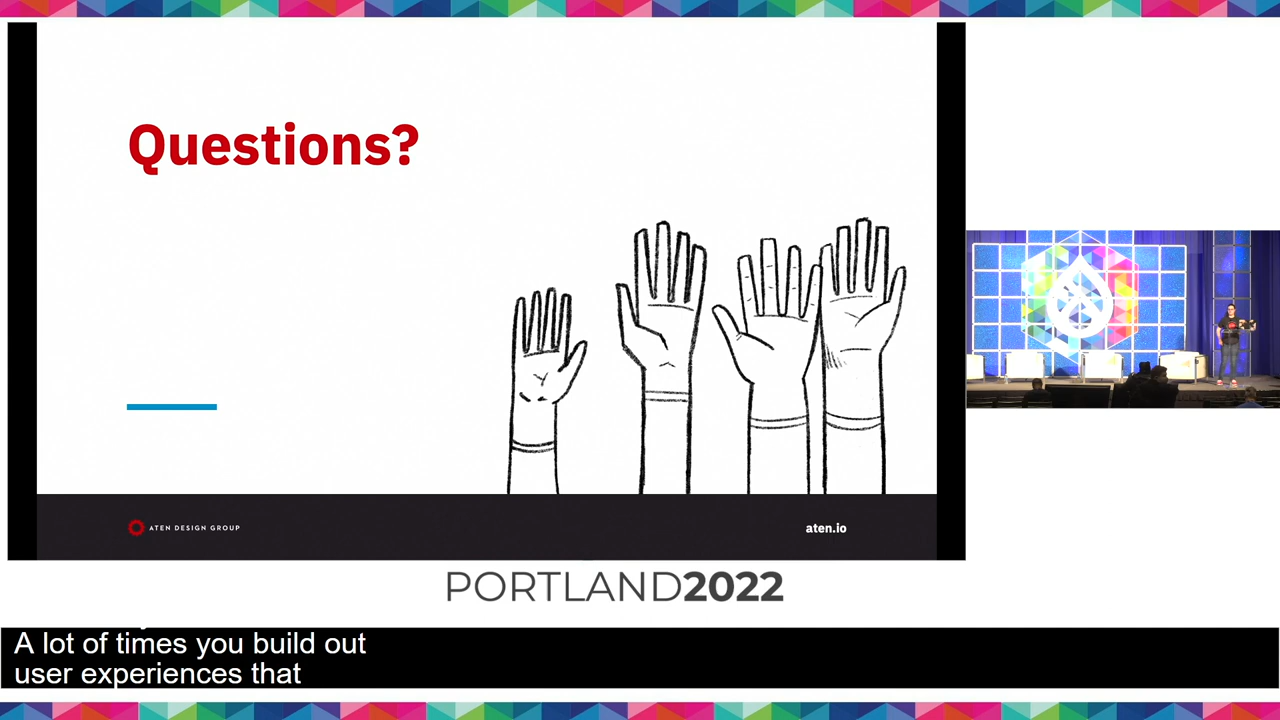 Questions?
ATEN DESIGN GROUP
aten.io
PORTLAND2022
A lot of times you build out
user experiences that